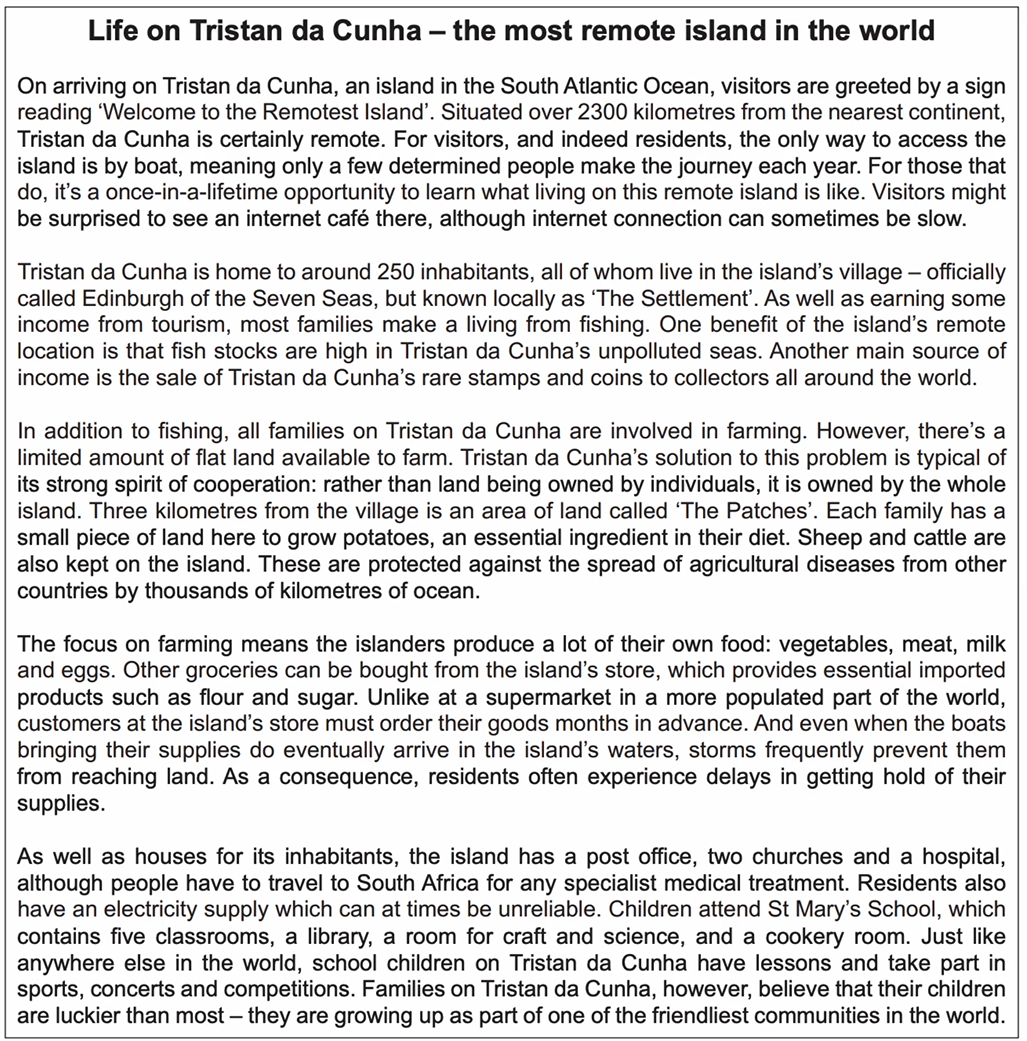 Life on Tristan da Cunha – the most remote island in the world
On arriving on Tristan da Cunha, an island in the South Atlantic Ocean, visitors are greeted by a sign
reading ‘Welcome to the Remotest Island’. Situated over 2300 kilometres from the nearest continent,
Tristan da Cunha is certainly remote. For visitors, and indeed residents, the only way to access the
island is by boat, meaning only a few determined people make the journey each year. For those that
do, it’s a once-in-a-lifetime opportunity to learn what living on this remote island is like. Visitors might
be surprised to see an internet café there, although internet connection can sometimes be slow.
Tristan da Cunha is home to around 250 inhabitants, all of whom live in the island’s village – officially
called Edinburgh of the Seven Seas, but known locally as ‘The Settlement’. As well as earning some
income from tourism, most families make a living from fishing. One benefit of the island’s remote
location is that fish stocks are high in Tristan da Cunha’s unpolluted seas. Another main source of
income is the sale of Tristan da Cunha’s rare stamps and coins to collectors all around the world.
In addition to fishing, all families on Tristan da Cunha are involved in farming. However, there’s a
limited amount of flat land available to farm. Tristan da Cunha’s solution to this problem is typical of
its strong spirit of cooperation: rather than land being owned by individuals, it is owned by the whole
island. Three kilometres from the village is an area of land called ‘The Patches’. Each family has a
small piece of land here to grow potatoes, an essential ingredient in their diet. Sheep and cattle are
also kept on the island. These are protected against the spread of agricultural diseases from other
countries by thousands of kilometres of ocean.
The focus on farming means the islanders produce a lot of their own food: vegetables, meat, milk
and eggs. Other groceries can be bought from the island’s store, which provides essential imported
products such as flour and sugar. Unlike at a supermarket in a more populated part of the world,
customers at the island’s store must order their goods months in advance. And even when the boats
bringing their supplies do eventually arrive in the island’s waters, storms frequently prevent them
from reaching land. As a consequence, residents often experience delays in getting hold of their
supplies.
As well as houses for its inhabitants, the island has a post office, two churches and a hospital,
although people have to travel to South Africa for any specialist medical treatment. Residents also
have an electricity supply which can at times be unreliable. Children attend St Mary’s School, which
contains five classrooms, a library, a room for craft and science, and a cookery room. Just like
anywhere else in the world, school children on Tristan da Cunha have lessons and take part in
sports, concerts and competitions. Families on Tristan da Cunha, however, believe that their children
are luckier than most – they are growing up as part of one of the friendliest communities in the world.